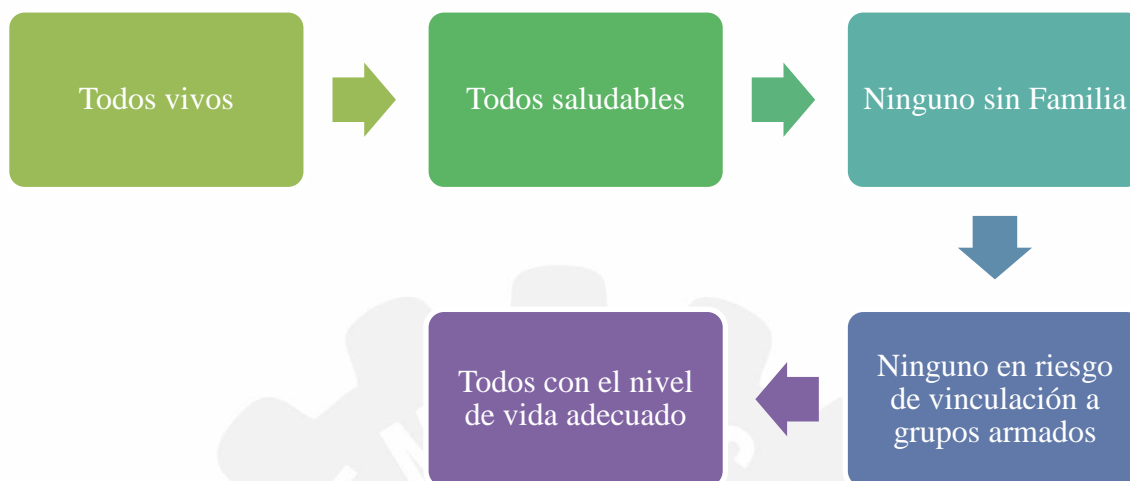 Todos vivos
Todos saludables
Ninguno sin Familia
Ninguno en riesgo
de vinculación a
grupos armados
Todos con el nivel
de vida adecuado